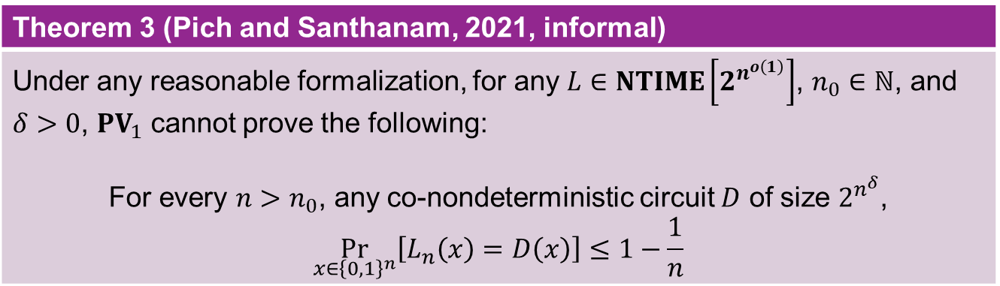 Theorem 3 (Pich and Santhanam, 2021, informal)
Under any reasonable formalization, for any $L \in \mathbf{NTIME}\left[\mathbf{2}^{\boldsymbol{n}^{\boldsymbol{o}(\mathbf{1})}}\right]$, $n_0 \in \mathbb{N}$, and
$\delta > 0$, $\mathbf{PV}_1$ cannot prove the following:
For every $n > n_0$, any co-nondeterministic circuit $D$ of size $2^{n^\delta}$,
$\Pr_{x \in \{0,1\}^n}[L_n(x) = D(x)] \leq 1 - \frac{1}{n}$